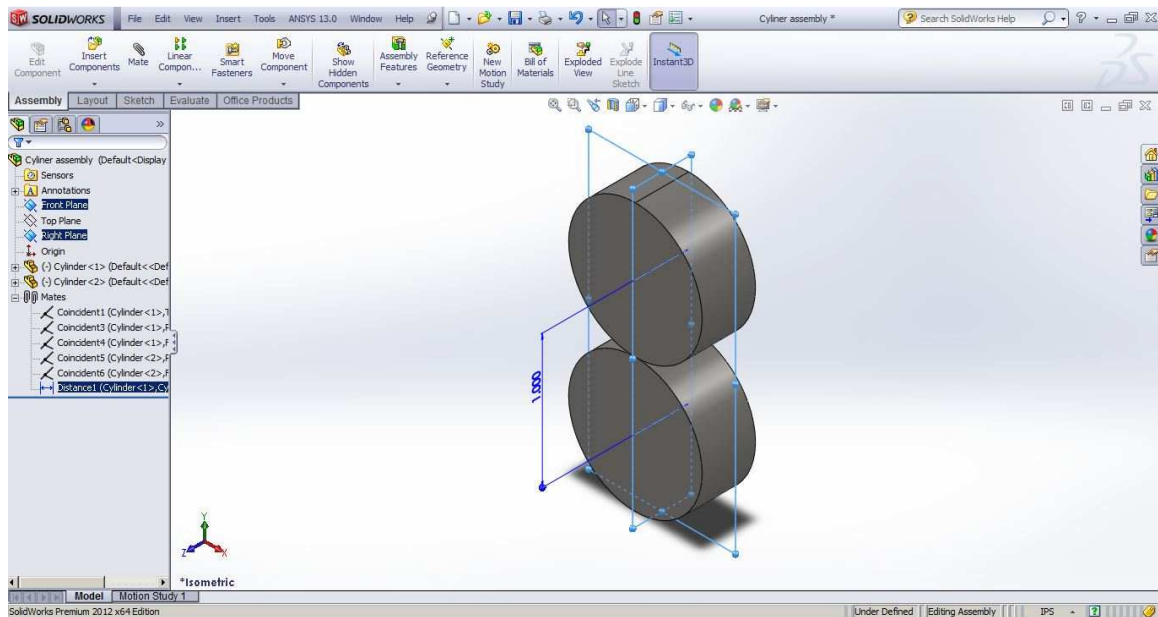 SOLIDWORKS File Edit View Insert Tools ANSYS 13.0 Window Help Cyliner assembly * Search SolidWorks Help
Edit Component
Insert Components
Mate
Linear Compon...
Smart Fasteners
Move Component
Show Hidden Components
Assembly Features
Reference Geometry
New Motion Study
Bill of Materials
Exploded View
Explode Line Sketch
Instant3D
Assembly Layout Sketch Evaluate Office Products
Cyliner assembly (Default<Display
Sensors
Annotations
Front Plane
Top Plane
Right Plane
Origin
(-) Cylinder<1> (Default<<Def
(-) Cylinder<2> (Default<<Def
Mates
Coincident1 (Cylinder<1>,T
Coincident3 (Cylinder<1>,F
Coincident4 (Cylinder<1>,F
Coincident5 (Cylinder<2>,F
Coincident6 (Cylinder<2>,F
Distance1 (Cylinder<1>,Cy
1.000
Y
Z
X
*Isometric
Model Motion Study 1
SolidWorks Premium 2012 x64 Edition Under Defined Editing Assembly IPS